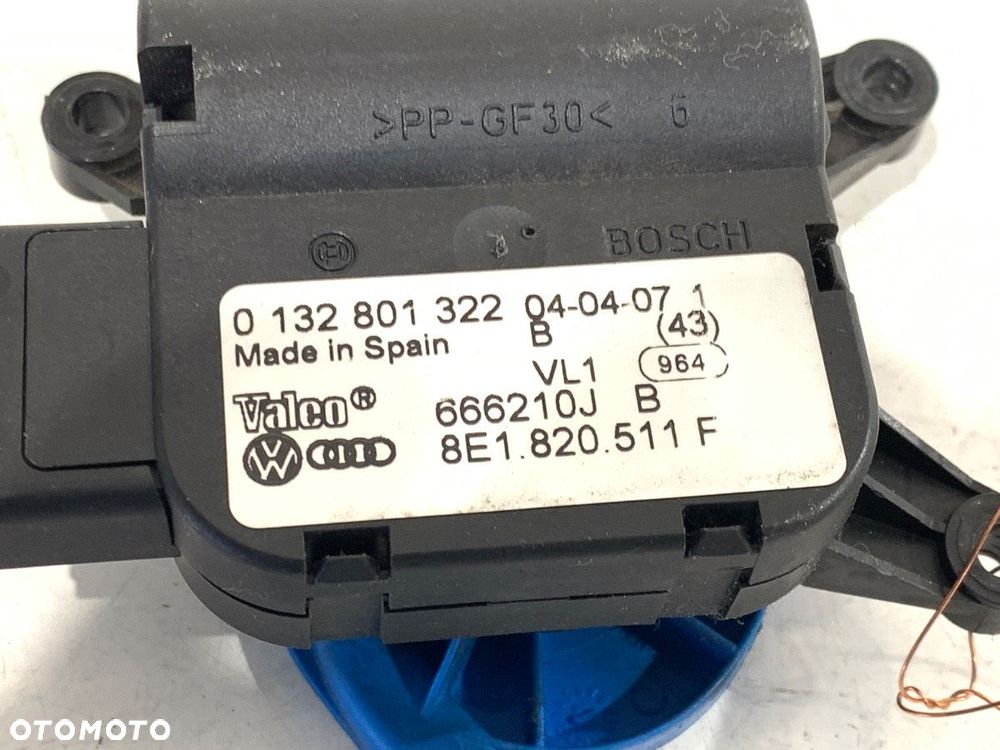 >PP-GF30< 6
BOSCH
0 132 801 322 04-04-07 1
Made in Spain B (43)
VL1 964
Valeo® 666210J B
8E1.820.511 F
OTOMOTO